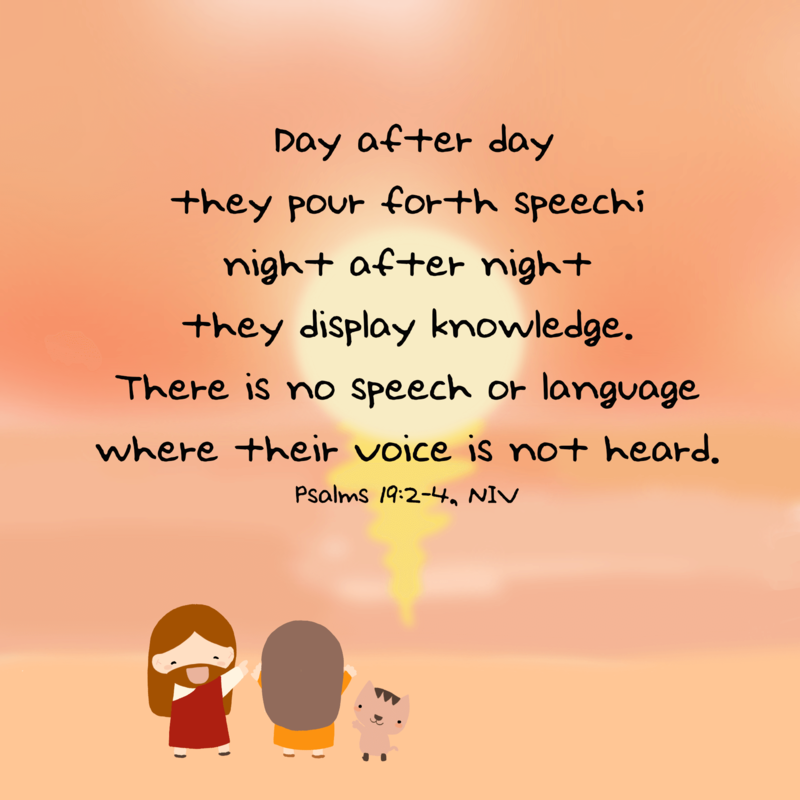 Day after day
they pour forth speechi
night after night
they display knowledge.
There is no speech or language
where their voice is not heard.
Psalms 19:2-4, NIV